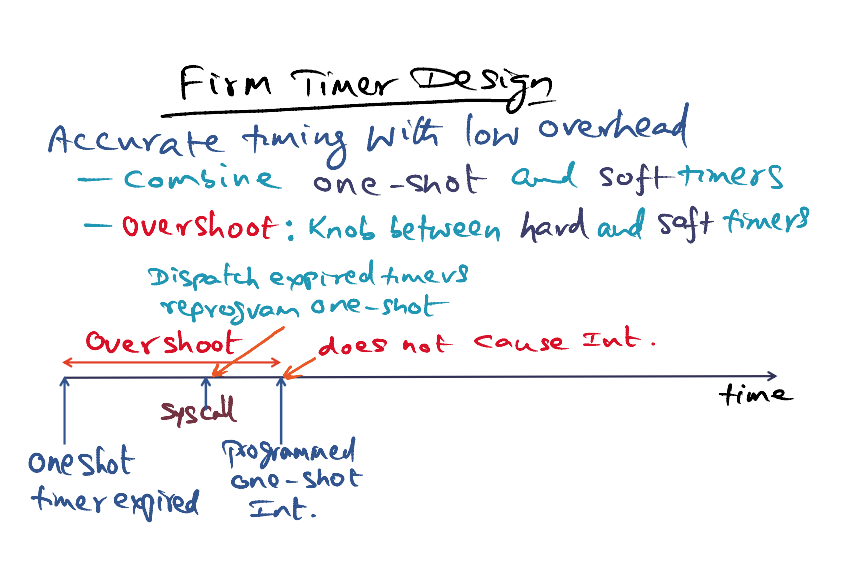 Firm Timer Design
Accurate timing with low overhead
- Combine one-shot and soft timers
- Overshoot: Knob between hard and soft timers
Dispatch expired timers
reprogram one-shot
Overshoot
does not cause Int.
time
Syscall
One shot
timer expired
Programmed
one-shot
Int.